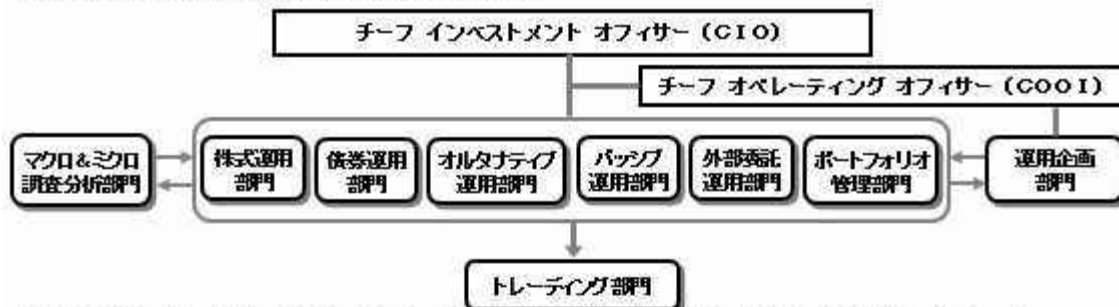 チーフ インベストメント オフィサー (CIO)
チーフ オペレーティング オフィサー (COOI)
マクロ&ミクロ
調査分析部門
株式運用
部門
債券運用
部門
オルタナティブ
運用部門
パッシブ
運用部門
外部委託
運用部門
ポートフォリオ
管理部門
運用企画
部門
トレーディング部門